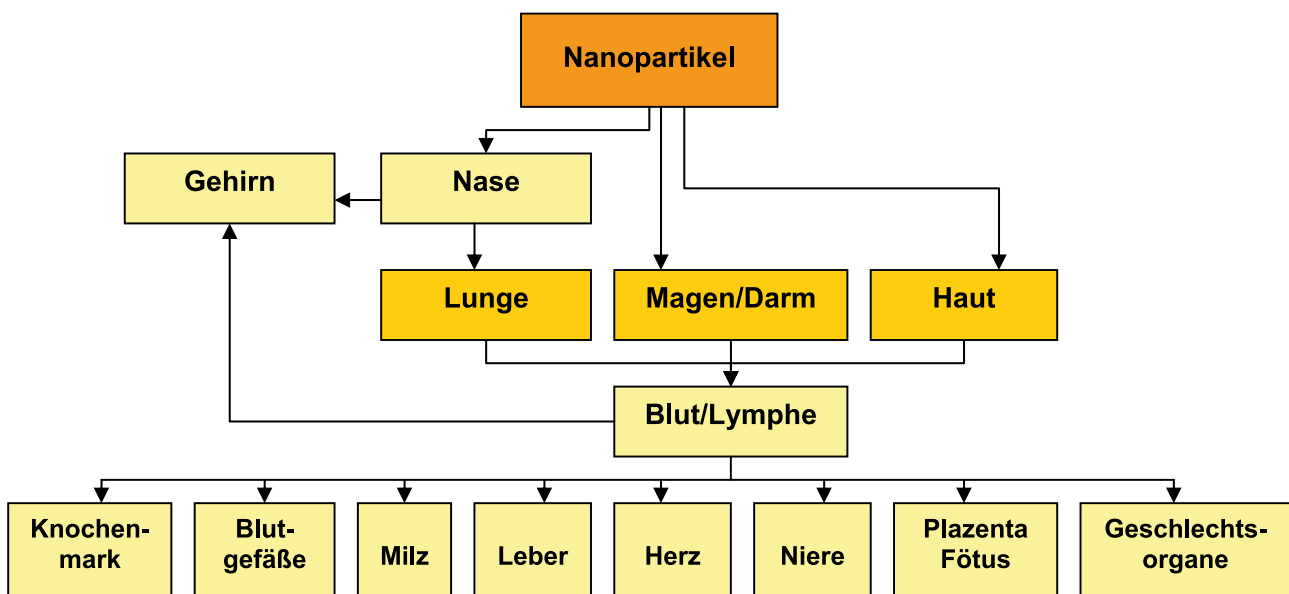 Nanopartikel
Gehirn
Nase
Lunge
Magen/Darm
Haut
Blut/Lymphe
Knochen-
mark
Blut-
gefäße
Milz
Leber
Herz
Niere
Plazenta
Fötus
Geschlechts-
organe